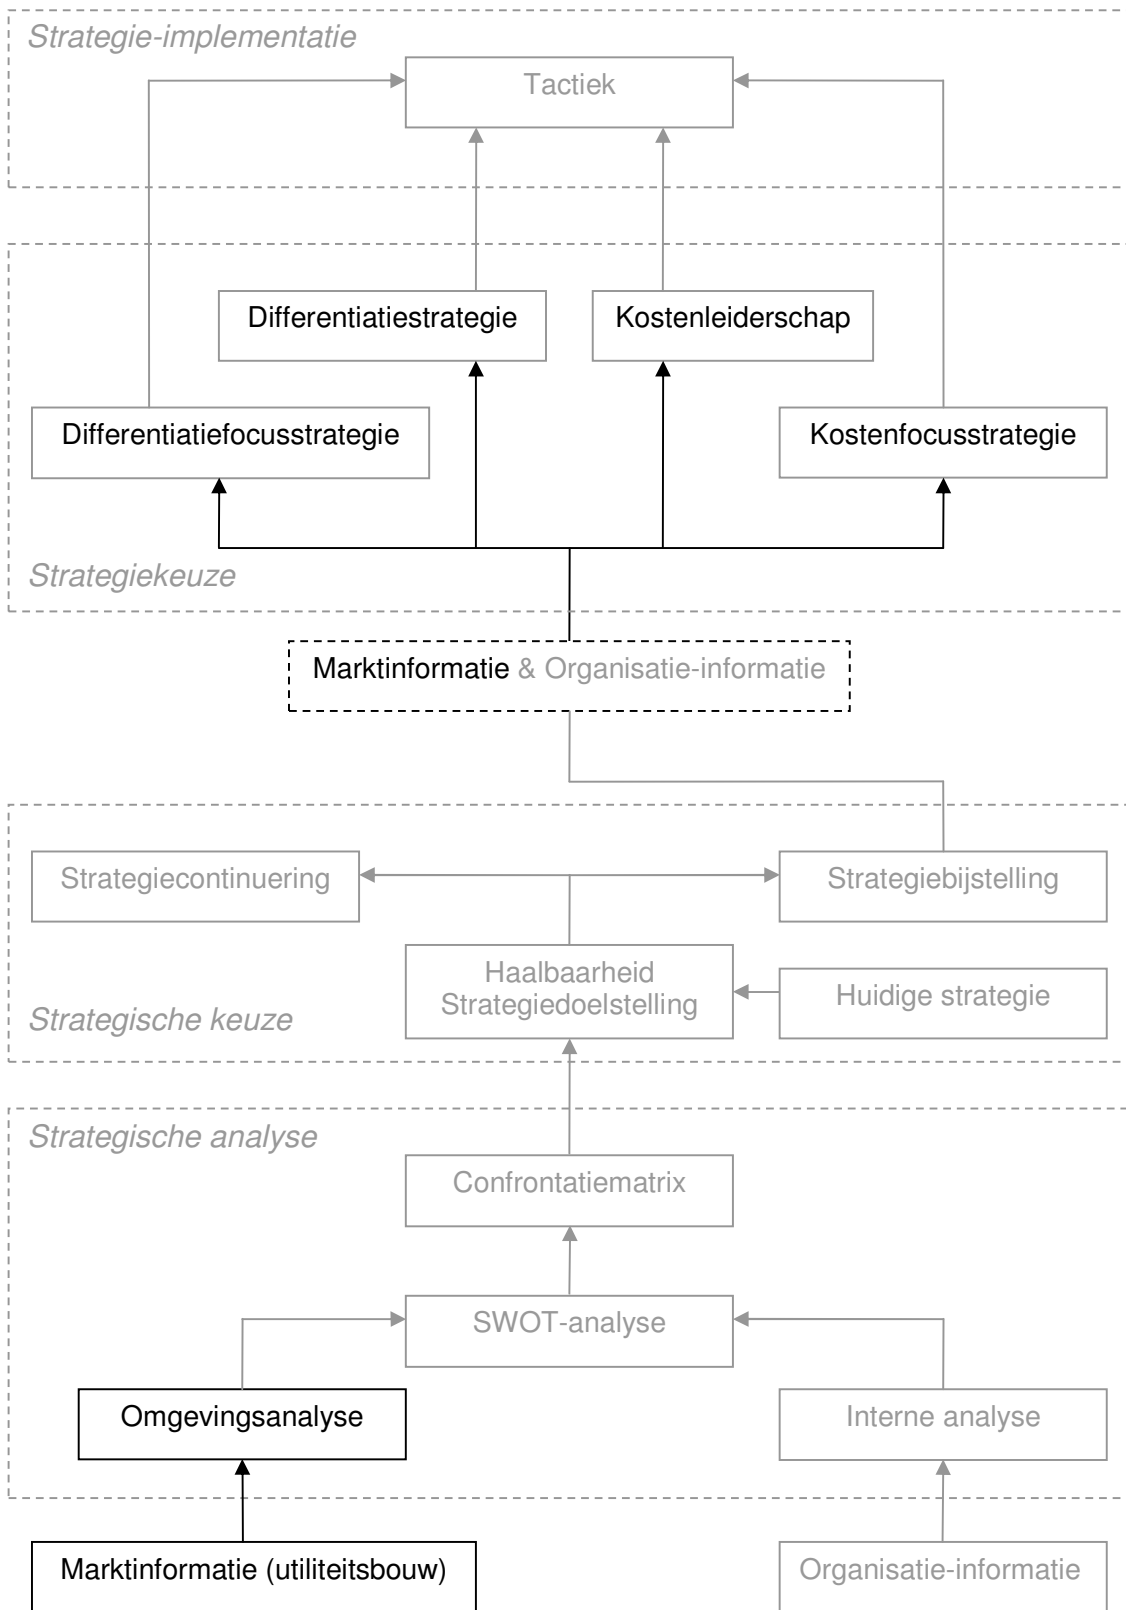 Strategie-implementatie
Tactiek
Differentiatiestrategie
Kostenleiderschap
Differentiatiefocusstrategie
Kostenfocusstrategie
Strategiekeuze
Marktinformatie & Organisatie-informatie
Strategiecontinuering
Strategiebijstelling
Haalbaarheid
Strategiedoelstelling
Huidige strategie
Strategische keuze
Strategische analyse
Confrontatiematrix
SWOT-analyse
Omgevingsanalyse
Interne analyse
Marktinformatie (utiliteitsbouw)
Organisatie-informatie